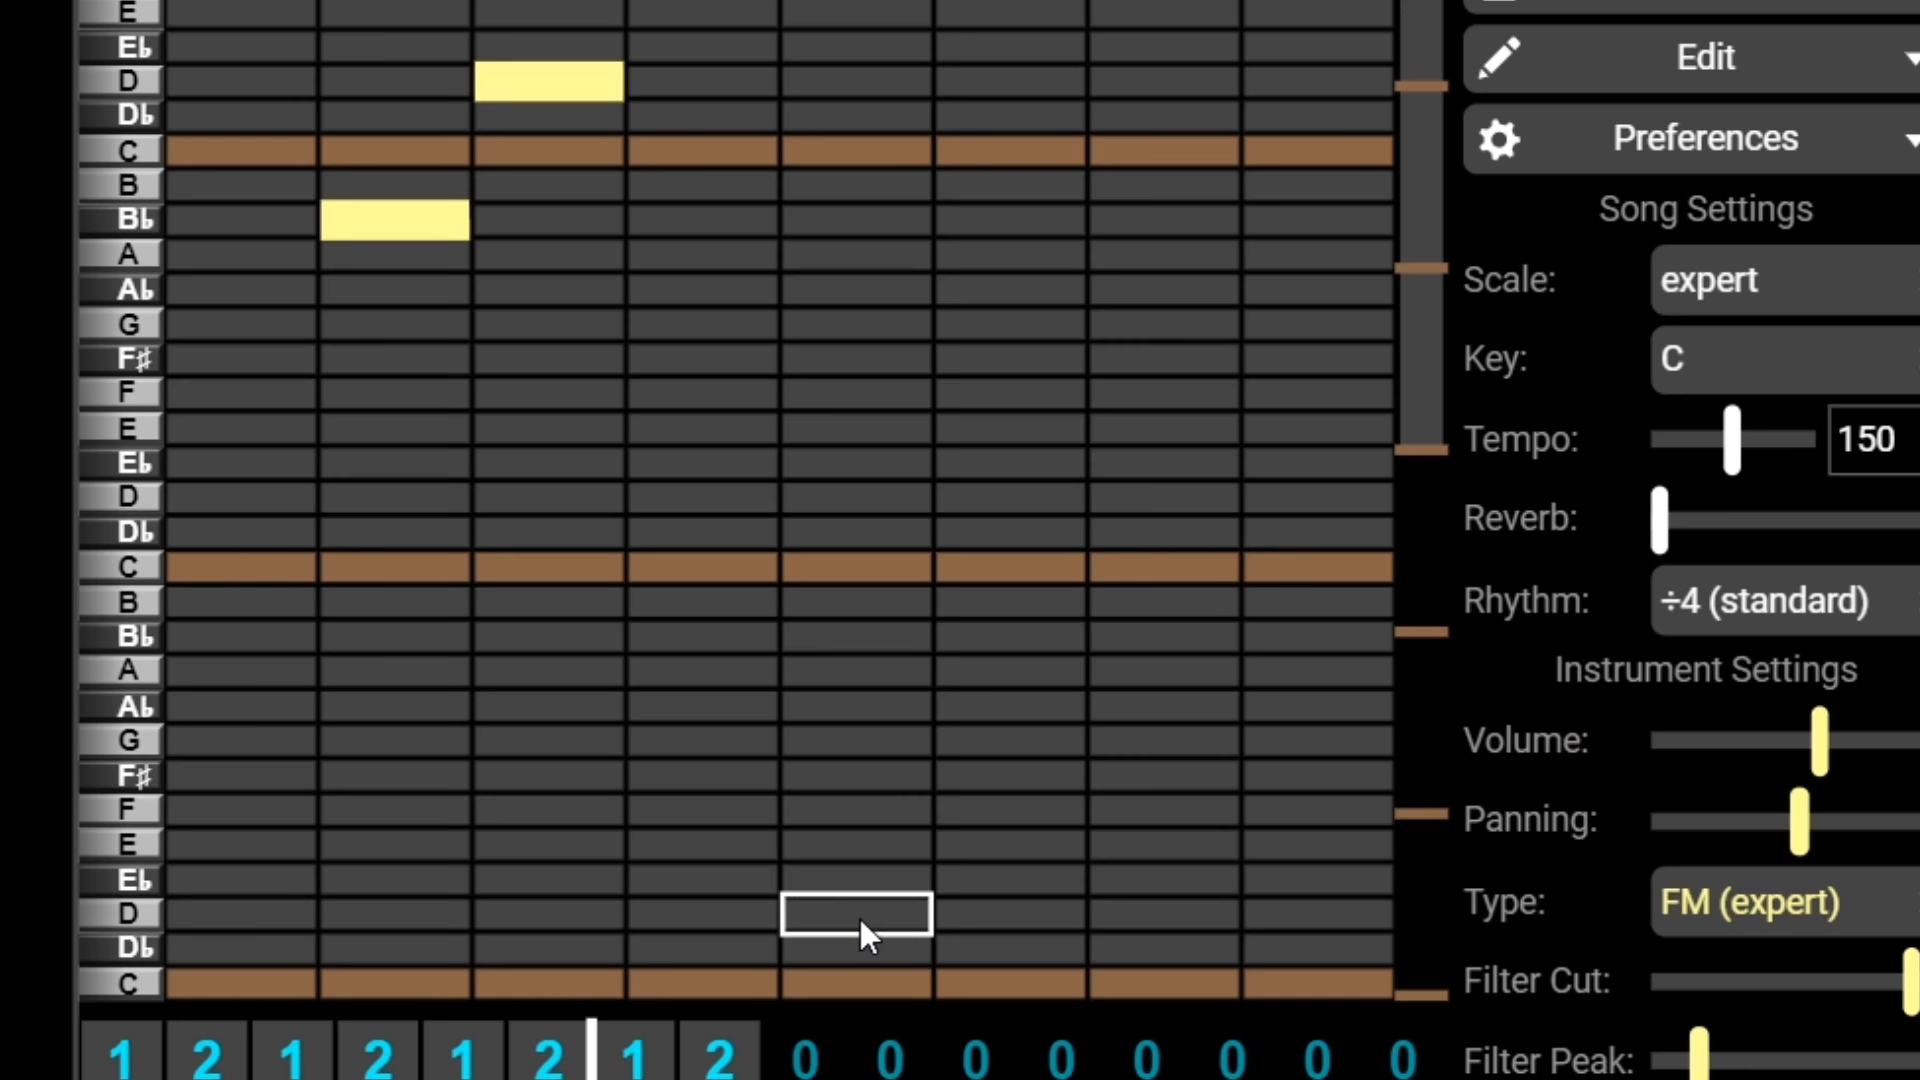 E
E♭
D
D♭
C
B
B♭
A
A♭
G
F♯
F
E
E♭
D
D♭
C
B
B♭
A
A♭
G
F♯
F
E
E♭
D
D♭
C
1 2 1 2 1 2 1 2 0 0 0 0 0 0 0 0
Edit
Preferences
Song Settings
Scale: expert
Key: C
Tempo: 150
Reverb:
Rhythm: ÷4 (standard)
Instrument Settings
Volume:
Panning:
Type: FM (expert)
Filter Cut:
Filter Peak: